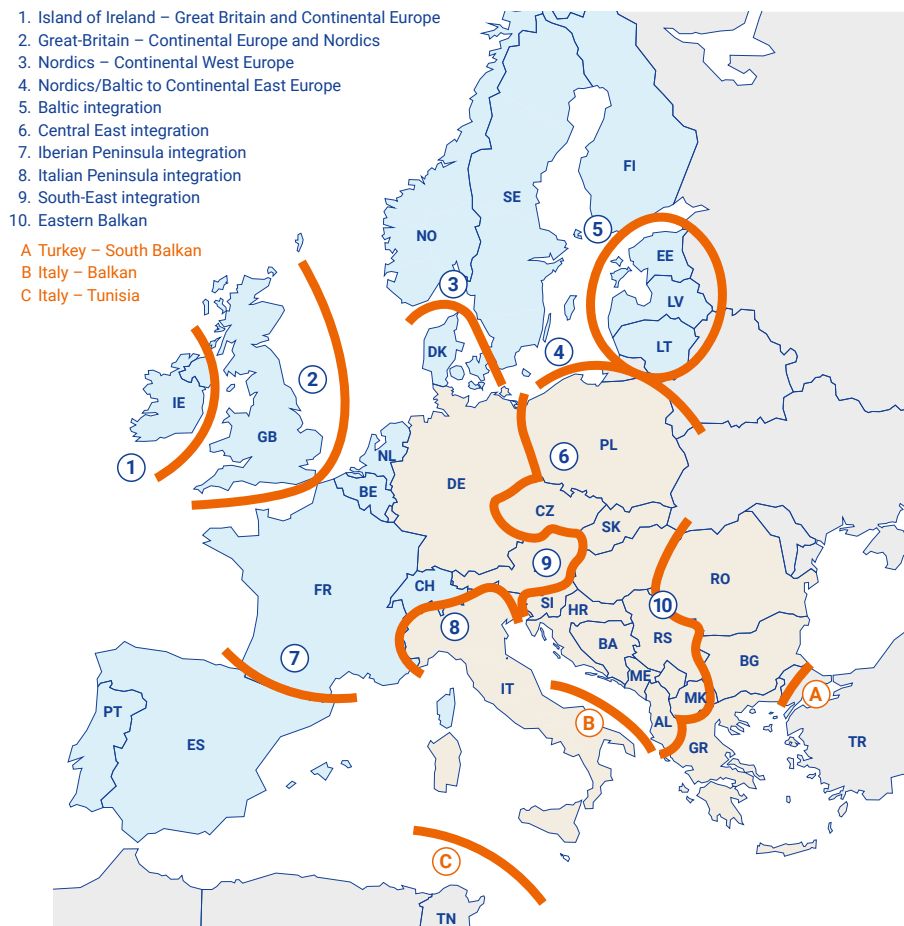 1. Island of Ireland – Great Britain and Continental Europe
2. Great-Britain – Continental Europe and Nordics
3. Nordics – Continental West Europe
4. Nordics/Baltic to Continental East Europe
5. Baltic integration
6. Central East integration
7. Iberian Peninsula integration
8. Italian Peninsula integration
9. South-East integration
10. Eastern Balkan
A Turkey – South Balkan
B Italy – Balkan
C Italy – Tunisia
FI
SE
NO
5
EE
3
LV
DK
4
LT
2
IE
GB
PL
6
NL
1
DE
BE
CZ
SK
9
RO
CH
FR
SI
HR
10
8
RS
BA
7
BG
ME
IT
MK
A
PT
AL
B
TR
ES
GR
C
TN